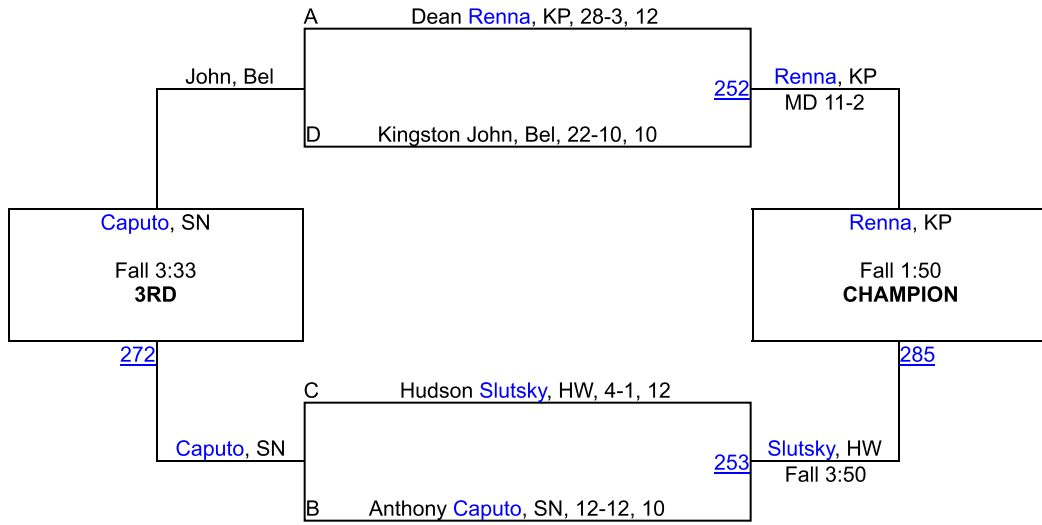 A
Dean Renna, KP, 28-3, 12
John, Bel
252
Renna, KP
MD 11-2
D
Kingston John, Bel, 22-10, 10
Caputo, SN
Fall 3:33
3RD
Renna, KP
Fall 1:50
CHAMPION
272
285
C
Hudson Slutsky, HW, 4-1, 12
Caputo, SN
253
Slutsky, HW
Fall 3:50
B
Anthony Caputo, SN, 12-12, 10